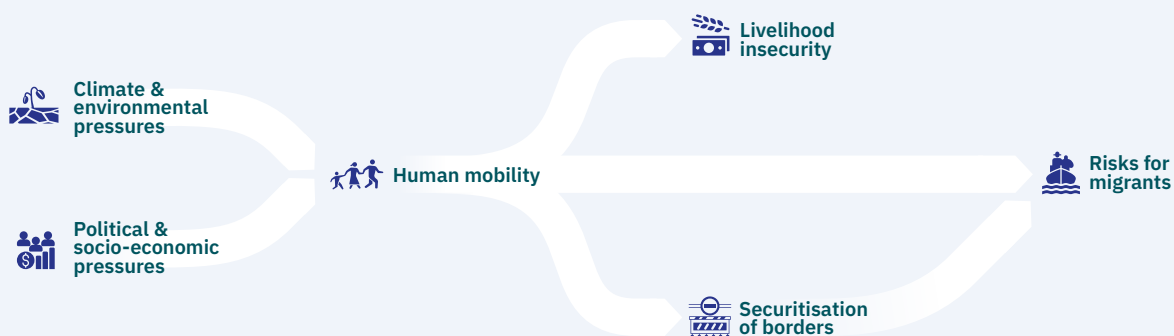 Climate &
environmental
pressures
Political &
socio-economic
pressures
Human mobility
Livelihood
insecurity
Securitisation
of borders
Risks for
migrants